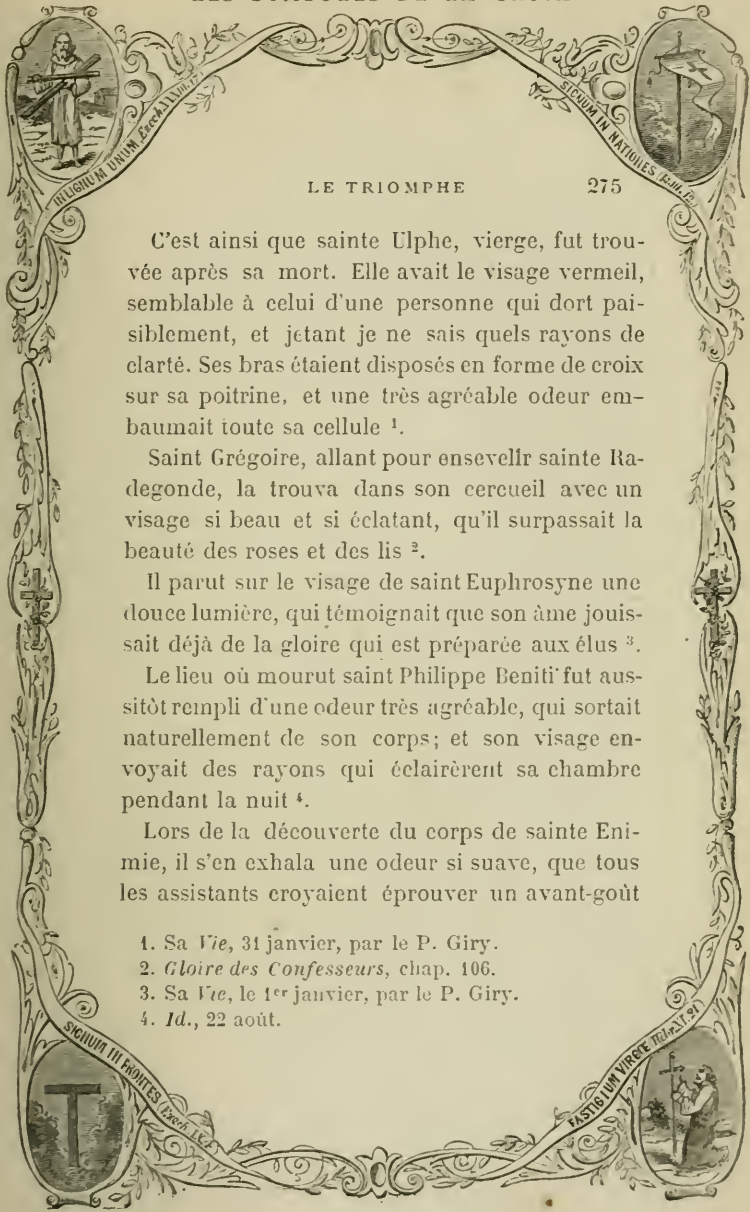 LE TRIOMPHE 275
C'est ainsi que sainte Ulphe, vierge, fut trou-
vée après sa mort. Elle avait le visage vermeil,
semblable à celui d'une personne qui dort pai-
siblement, et jetant je ne sais quels rayons de
clarté. Ses bras étaient disposés en forme de croix
sur sa poitrine, et une très agréable odeur em-
baumait toute sa cellule ¹.
Saint Grégoire, allant pour ensevelir sainte Ra-
degonde, la trouva dans son cercueil avec un
visage si beau et si éclatant, qu'il surpassait la
beauté des roses et des lis ².
Il parut sur le visage de saint Euphrosyne une
douce lumière, qui témoignait que son âme jouis-
sait déjà de la gloire qui est préparée aux élus ³.
Le lieu où mourut saint Philippe Beniti fut aus-
sitôt rempli d'une odeur très agréable, qui sortait
naturellement de son corps; et son visage en-
voyait des rayons qui éclairèrent sa chambre
pendant la nuit ⁴.
Lors de la découverte du corps de sainte Eni-
mie, il s'en exhala une odeur si suave, que tous
les assistants croyaient éprouver un avant-goût
1. Sa Vie, 31 janvier, par le P. Giry.
2. Gloire des Confesseurs, chap. 106.
3. Sa Vie, le 1er janvier, par le P. Giry.
4. Id., 22 août.
IN LIGNUM UNUM Ezech.
SIGNUM IN NATIONES
SIGNUM IN FRONTES (Ezech.
FASTIGIUM VIRGÆ
T